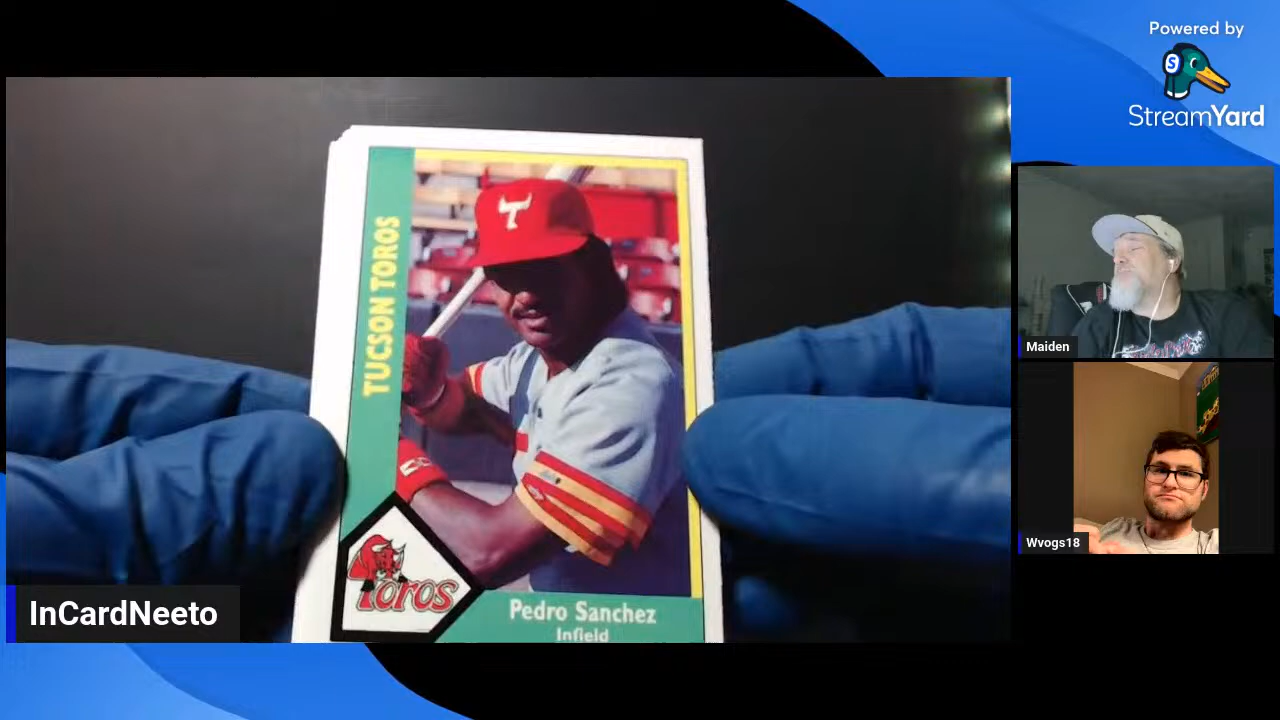 Powered by
S
StreamYard
TUCSON TOROS
T
Toros
Pedro Sanchez
Infield
InCardNeeto
Maiden
Wvogs18